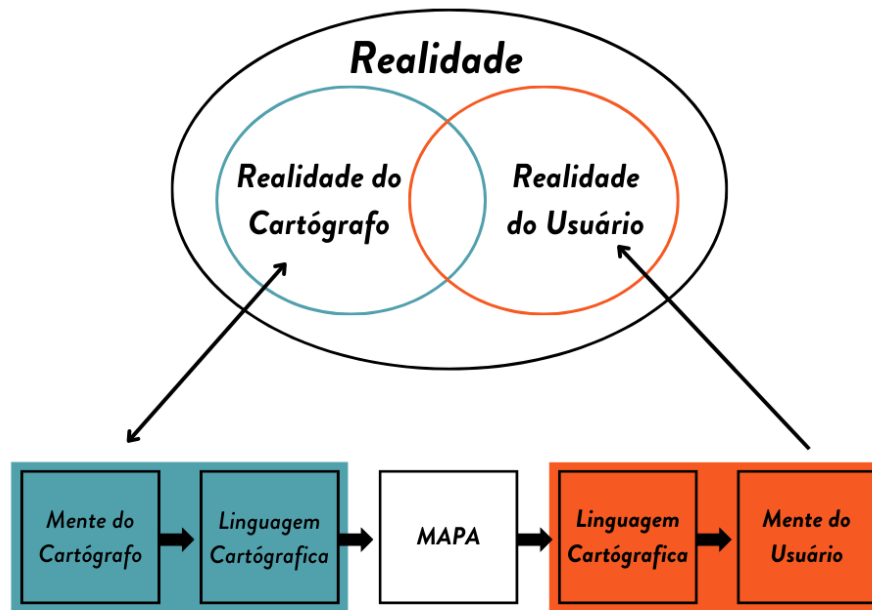 Realidade
Realidade do
Cartógrafo
Realidade
do Usuário
Mente do
Cartógrafo
Linguagem
Cartógrafica
MAPA
Linguagem
Cartógrafica
Mente do
Usuário